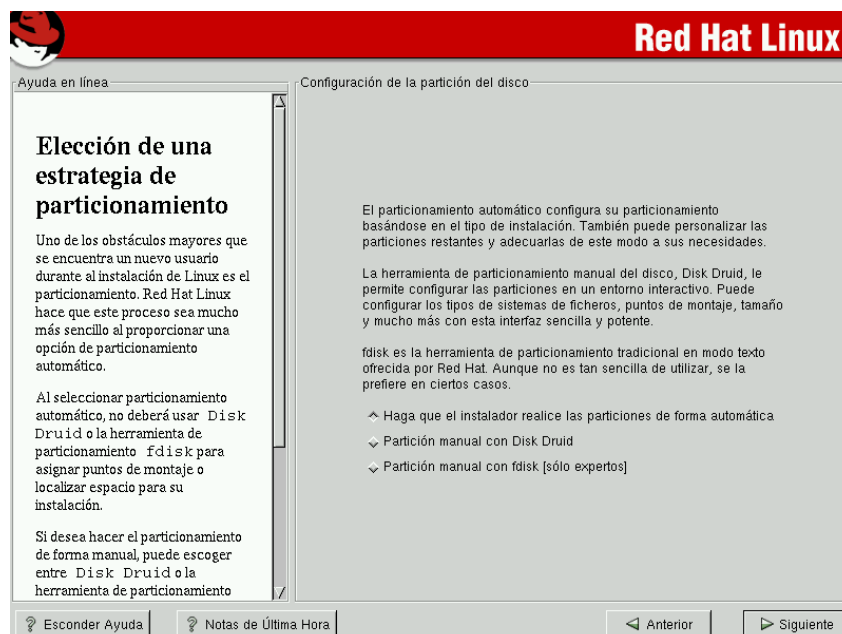 Red Hat Linux
Ayuda en línea
Elección de una
estrategia de
particionamiento
Uno de los obstáculos mayores que
se encuentra un nuevo usuario
durante al instalación de Linux es el
particionamiento. Red Hat Linux
hace que este proceso sea mucho
más sencillo al proporcionar una
opción de particionamiento
automático.
Al seleccionar particionamiento
automático, no deberá usar Disk
Druid o la herramienta de
particionamiento fdisk para
asignar puntos de montaje o
localizar espacio para su
instalación.
Si desea hacer el particionamiento
de forma manual, puede escoger
entre Disk Druid o la
herramienta de particionamiento
Configuración de la partición del disco
El particionamiento automático configura su particionamiento
basándose en el tipo de instalación. También puede personalizar las
particiones restantes y adecuarlas de este modo a sus necesidades.
La herramienta de particionamiento manual del disco, Disk Druid, le
permite configurar las particiones en un entorno interactivo. Puede
configurar los tipos de sistemas de ficheros, puntos de montaje, tamaño
y mucho más con esta interfaz sencilla y potente.
fdisk es la herramienta de particionamiento tradicional en modo texto
ofrecida por Red Hat. Aunque no es tan sencilla de utilizar, se la
prefiere en ciertos casos.
Haga que el instalador realice las particiones de forma automática
Partición manual con Disk Druid
Partición manual con fdisk [sólo expertos]
Esconder Ayuda
Notas de Última Hora
Anterior
Siguiente